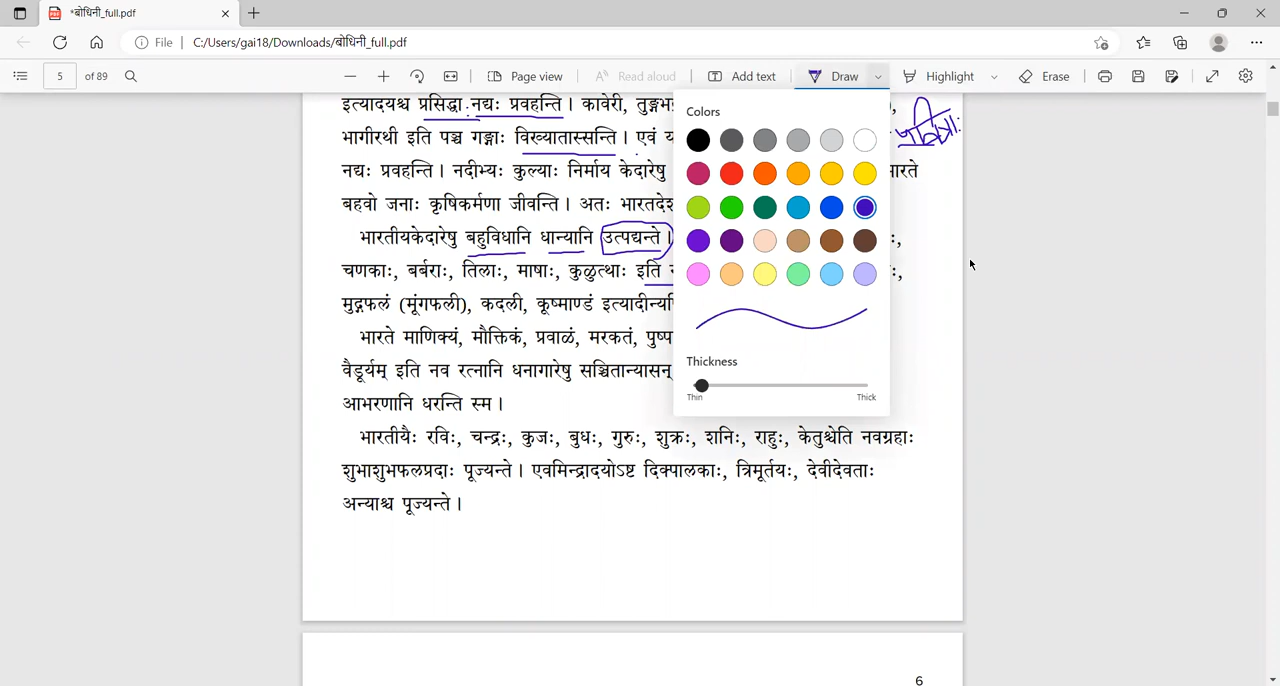 *बोधिनी_full.pdf
File C:/Users/gai18/Downloads/बोधिनी_full.pdf
5 of 89 Page view Read aloud Add text Draw Highlight Erase
इत्यादयश्च प्रसिद्धा नद्यः प्रवहन्ति। कावेरी,
भागीरथी इति पञ्च गङ्गाः विख्यातास्सन्ति। एवं
नद्यः प्रवहन्ति। नदीभ्यः कुल्याः निर्माय केदारेषु
बहवो जनाः कृषिकर्मणा जीवन्ति। अतः
भारतीयकेदारेषु बहुविधानि धान्यानि उत्पद्यन्ते।
चणकाः, बर्बराः, तिलाः, माषाः, कुळुत्थाः इति
मुद्गफलं (मूंगफली), कदली, कूष्माण्डं
भारते माणिक्यं, मौक्तिकं, प्रवाळं, मरकतं,
वैडूर्यम् इति नव रत्नानि धनागारेषु सञ्चितान्यासन्
आभरणानि धरन्ति स्म।
Colors
Thickness
Thin Thick
भारतीयैः रविः, चन्द्रः, कुजः, बुधः, गुरुः, शुक्रः, शनिः, राहुः, केतुश्चेति नवग्रहाः
शुभाशुभफलप्रदाः पूज्यन्ते। एवमिन्द्रादयोऽष्ट दिक्पालकाः, त्रिमूर्तयः, देवीदेवताः
अन्याश्च पूज्यन्ते।
6